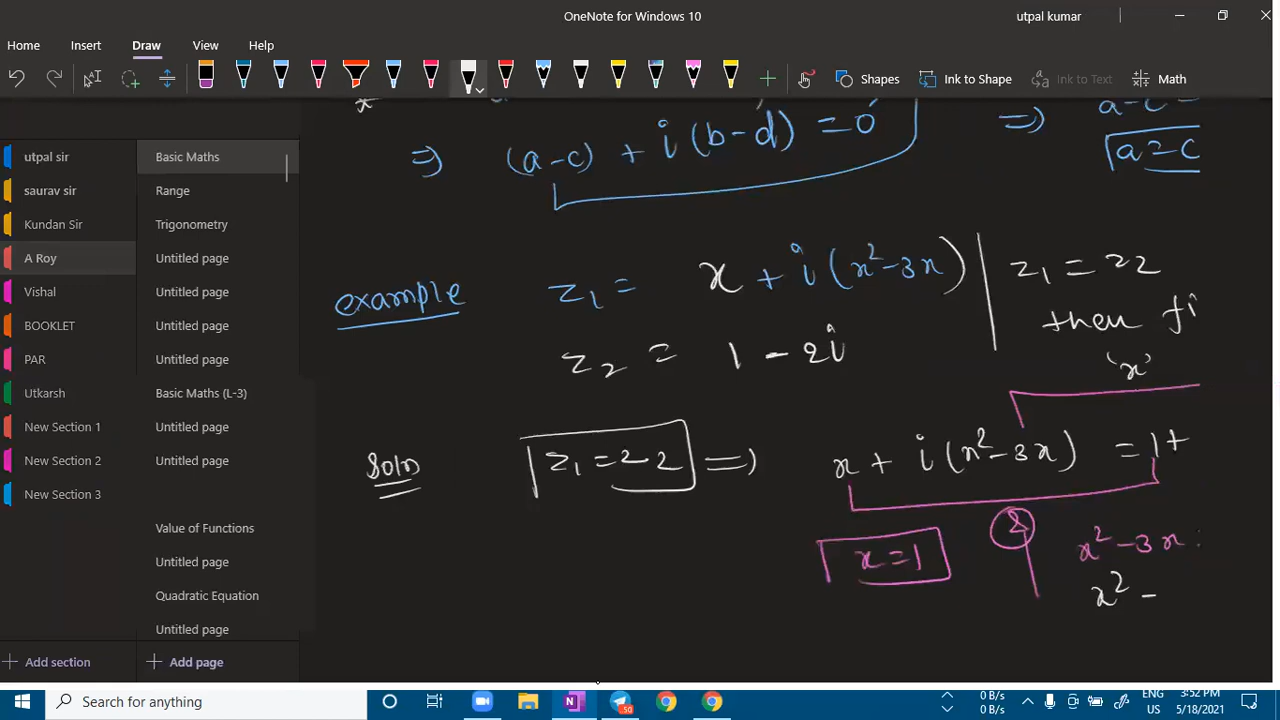 OneNote for Windows 10
utpal kumar
Home Insert Draw View Help
Shapes Ink to Shape Ink to Text Math
utpal sir
saurav sir
Kundan Sir
A Roy
Vishal
BOOKLET
PAR
Utkarsh
New Section 1
New Section 2
New Section 3
Add section
Basic Maths
Range
Trigonometry
Untitled page
Untitled page
Untitled page
Untitled page
Basic Maths (L-3)
Untitled page
Value of Functions
Untitled page
Quadratic Equation
Untitled page
Add page
a-c =
⇒ (a-c) + i(b-d) = 0 ⇒
a = c
example z1 = x + i(x²-3x) z1 = z2
then fi
z2 = 1 - 2i
'x'
Soln z1 = z2 ⇒ x + i(x²-3x) = 1 +
x = 1 & x² - 3x
x² -
Search for anything
50
0 B/s
0 B/s
ENG
US
3:52 PM
5/18/2021